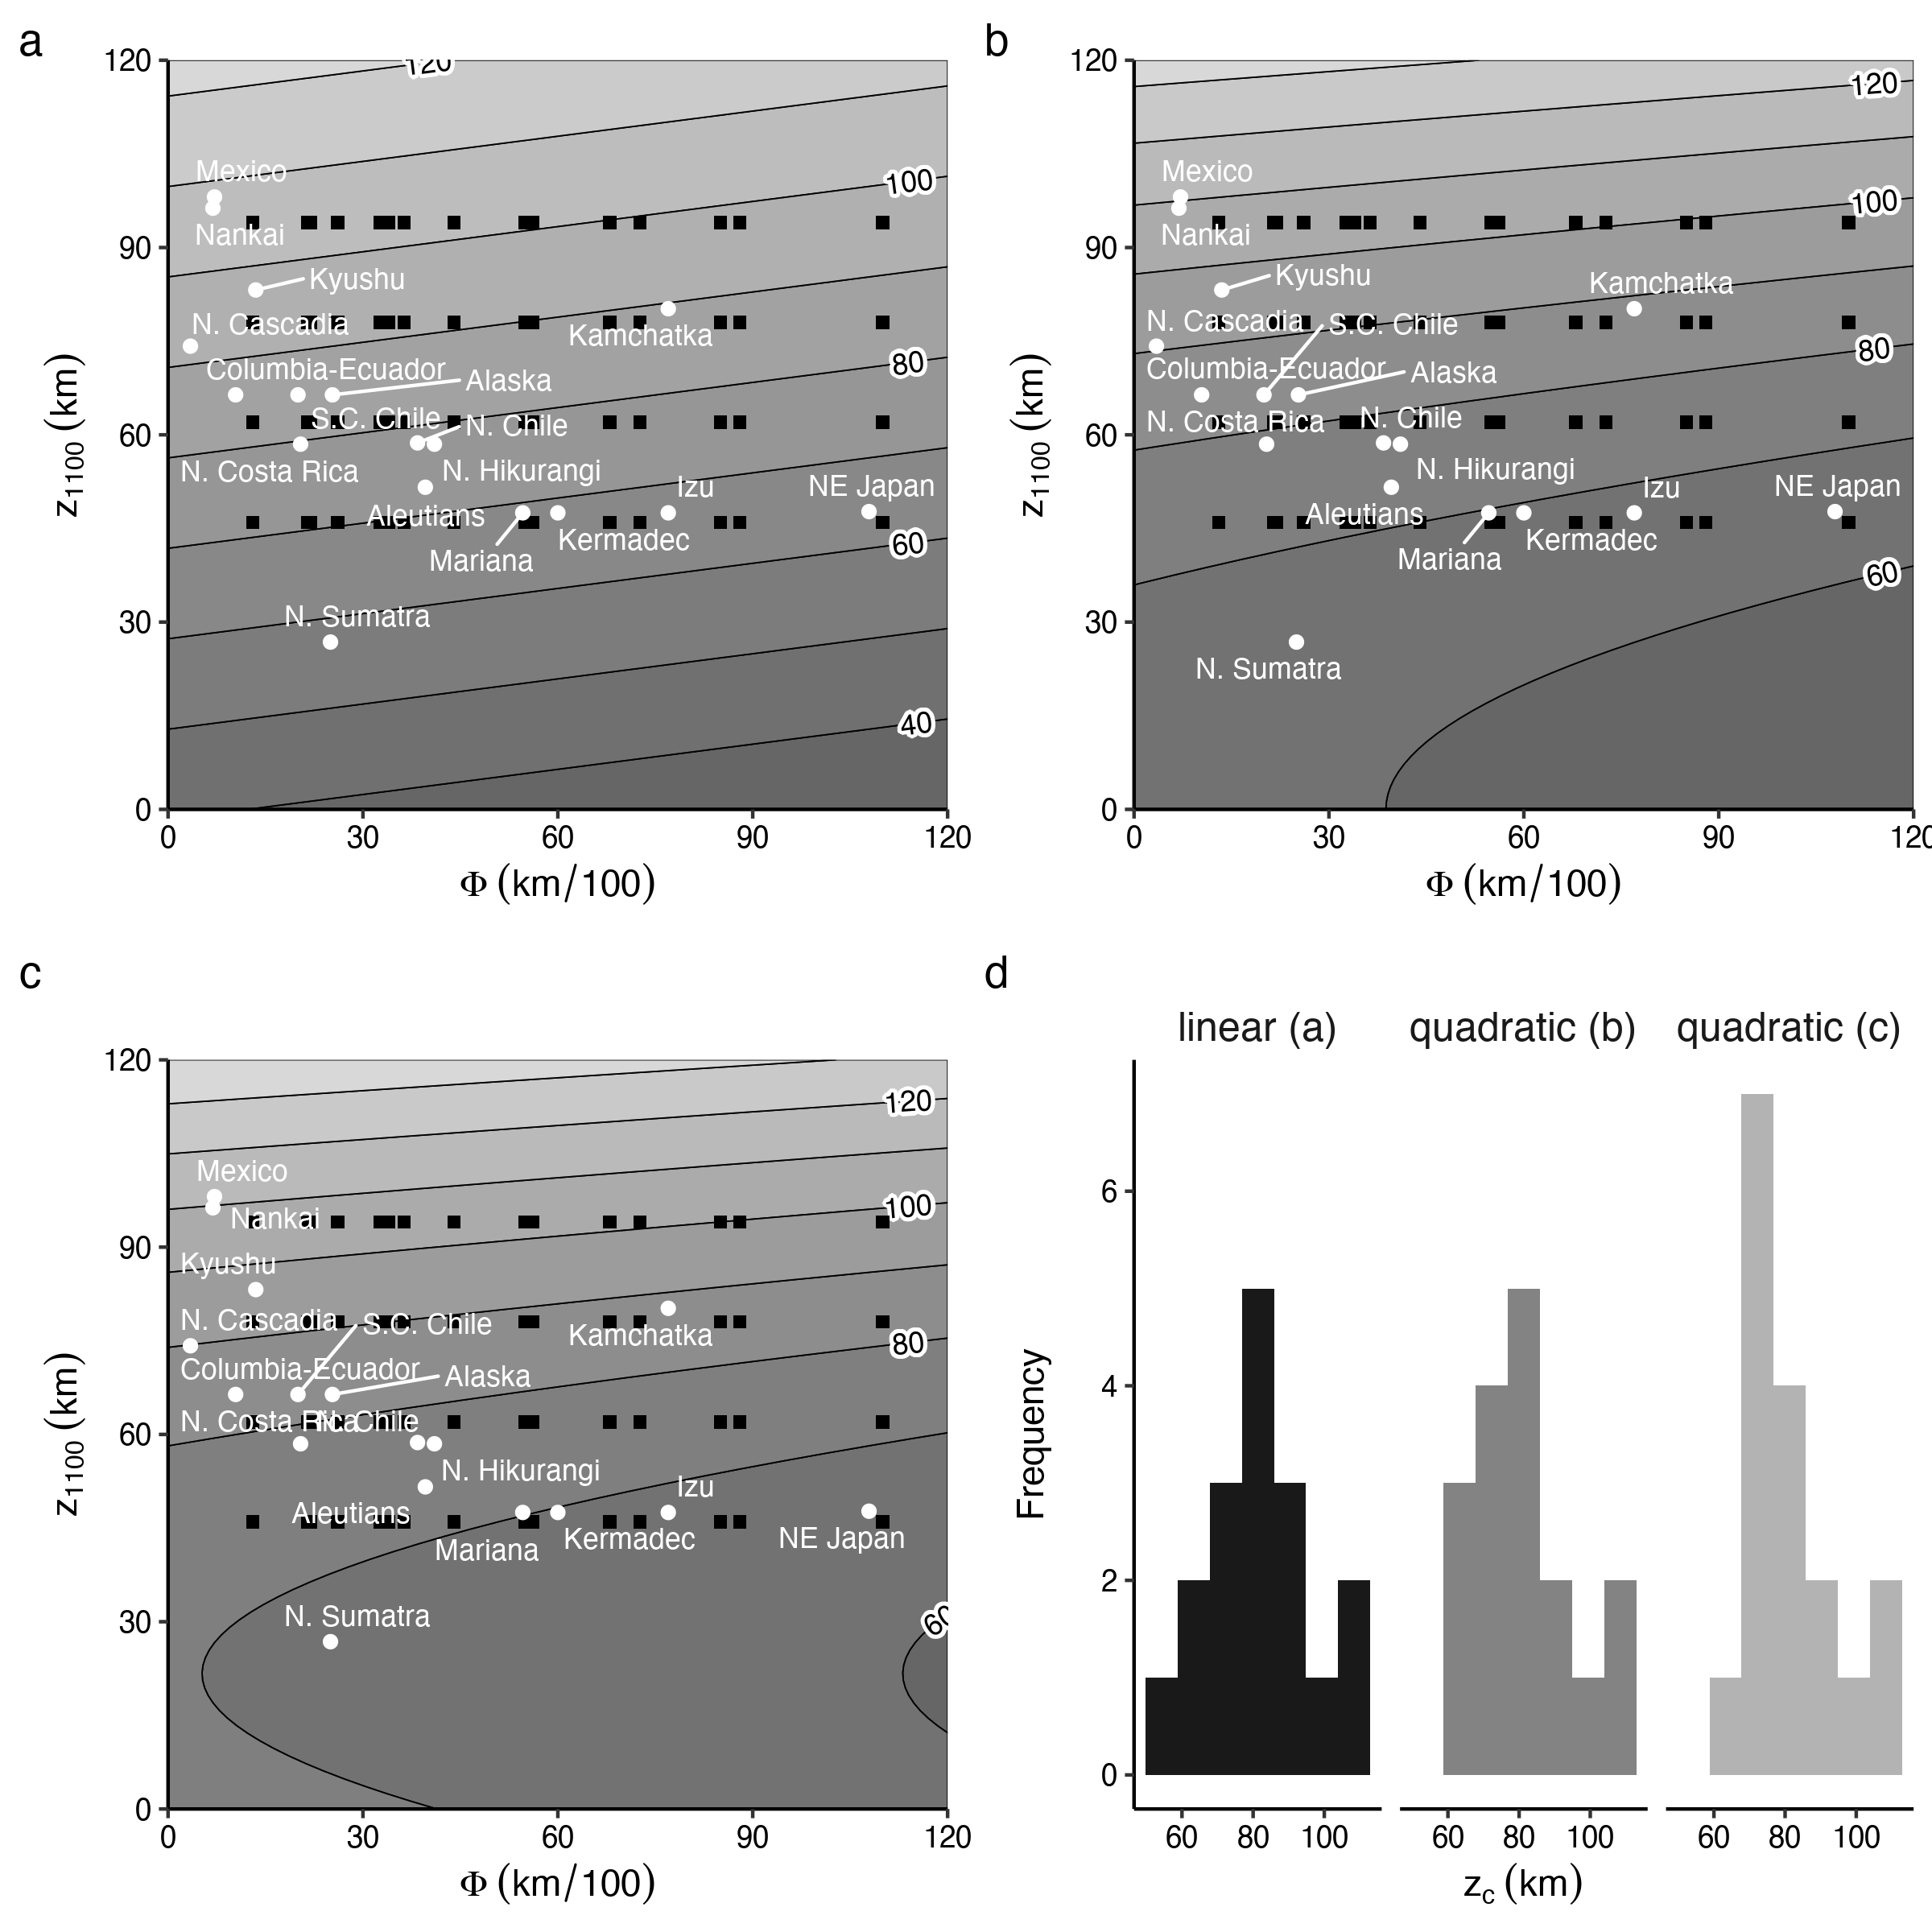 a
120
90
60
30
0
z1100 (km)
120
100
80
60
40
Mexico
Nankai
Kyushu
N. Cascadia
Kamchatka
Columbia-Ecuador
Alaska
S.C. Chile
N. Chile
N. Costa Rica
N. Hikurangi
Izu
NE Japan
Aleutians
Kermadec
Mariana
N. Sumatra
0 30 60 90 120
Φ (km/100)
b
120
90
60
30
0
z1100 (km)
120
100
80
60
Mexico
Nankai
Kyushu
Kamchatka
N. Cascadia
S.C. Chile
Columbia-Ecuador
Alaska
N. Costa Rica
N. Chile
N. Hikurangi
Izu
NE Japan
Aleutians
Kermadec
Mariana
N. Sumatra
0 30 60 90 120
Φ (km/100)
c
120
90
60
30
0
z1100 (km)
120
100
80
60
Mexico
Nankai
Kyushu
N. Cascadia
S.C. Chile
Kamchatka
Columbia-Ecuador
Alaska
N. Costa Rica
N. Chile
N. Hikurangi
Izu
Aleutians
Kermadec
NE Japan
Mariana
N. Sumatra
0 30 60 90 120
Φ (km/100)
d
linear (a)
quadratic (b)
quadratic (c)
Frequency
6
4
2
0
60 80 100
60 80 100
60 80 100
zc (km)